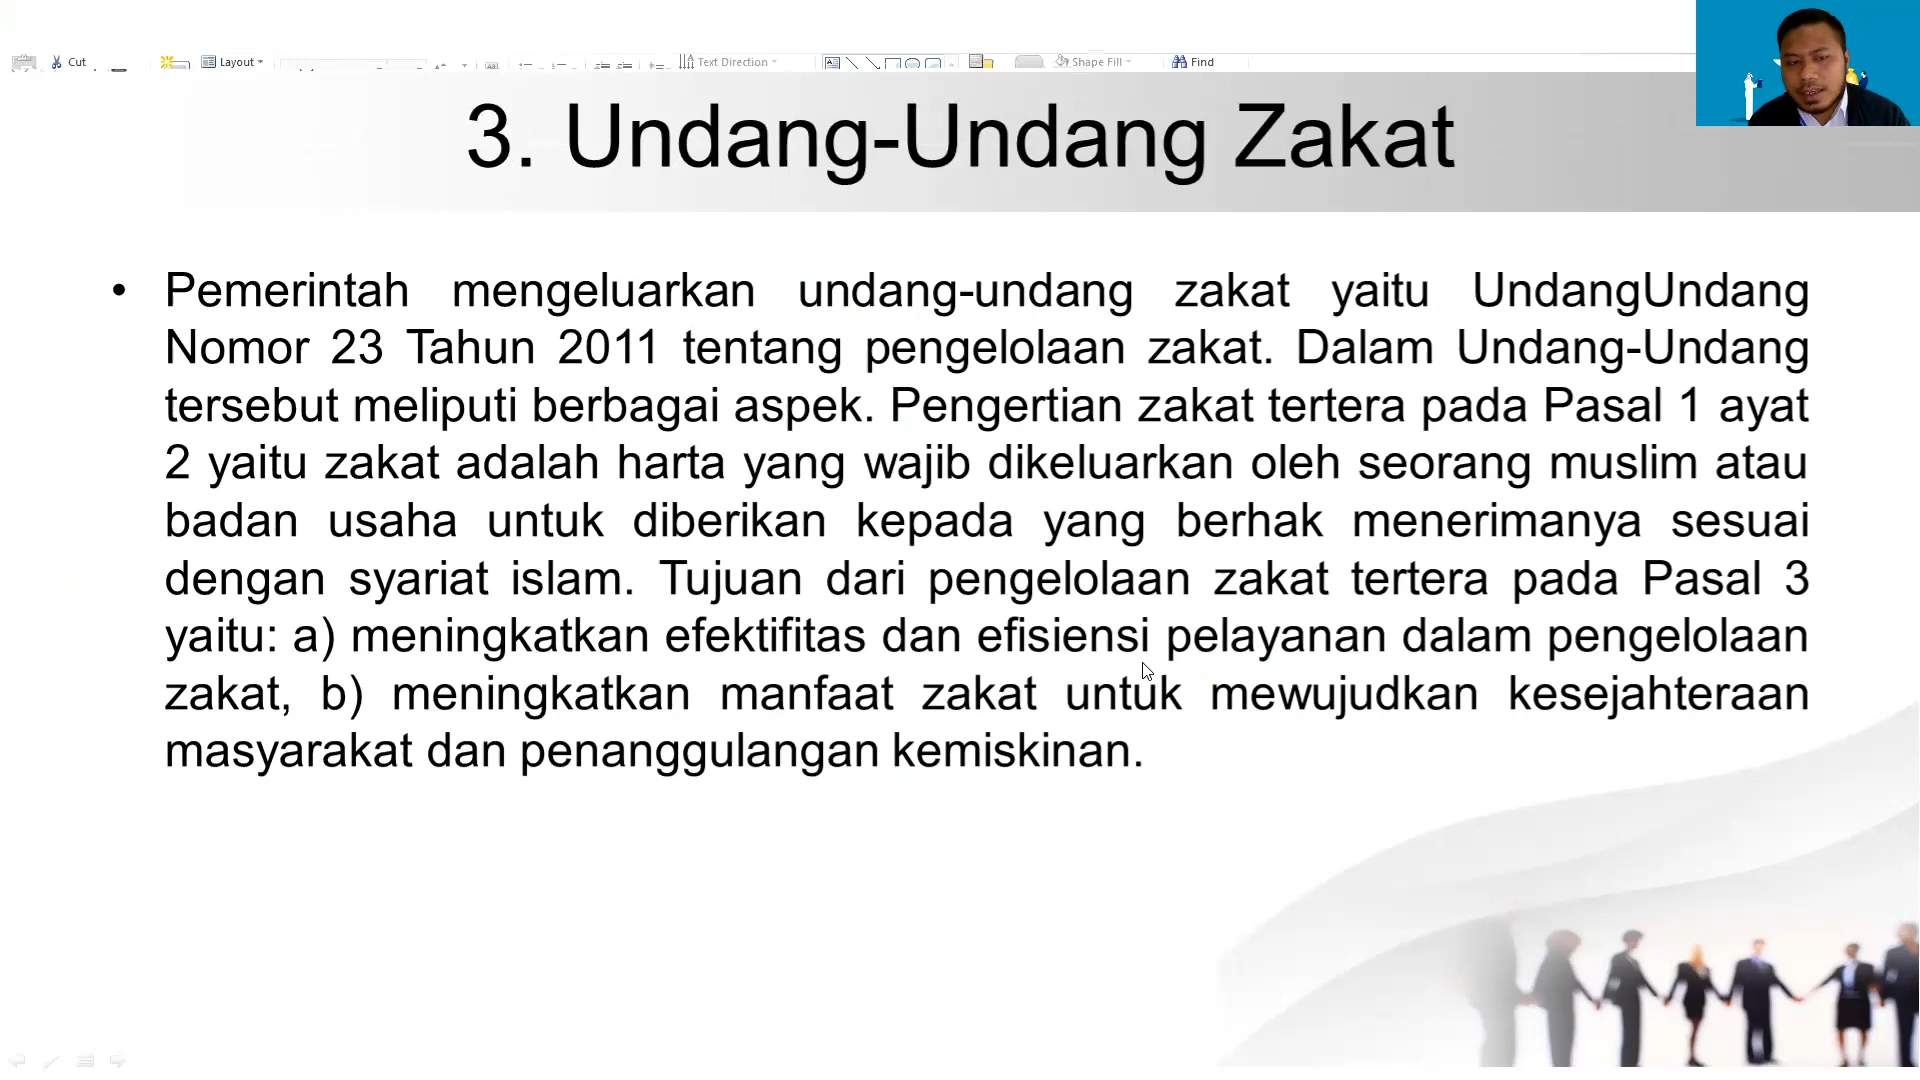 Cut
Layout
Text Direction
Shape Fill
Find
3. Undang-Undang Zakat
• Pemerintah mengeluarkan undang-undang zakat yaitu UndangUndang
Nomor 23 Tahun 2011 tentang pengelolaan zakat. Dalam Undang-Undang
tersebut meliputi berbagai aspek. Pengertian zakat tertera pada Pasal 1 ayat
2 yaitu zakat adalah harta yang wajib dikeluarkan oleh seorang muslim atau
badan usaha untuk diberikan kepada yang berhak menerimanya sesuai
dengan syariat islam. Tujuan dari pengelolaan zakat tertera pada Pasal 3
yaitu: a) meningkatkan efektifitas dan efisiensi pelayanan dalam pengelolaan
zakat, b) meningkatkan manfaat zakat untuk mewujudkan kesejahteraan
masyarakat dan penanggulangan kemiskinan.